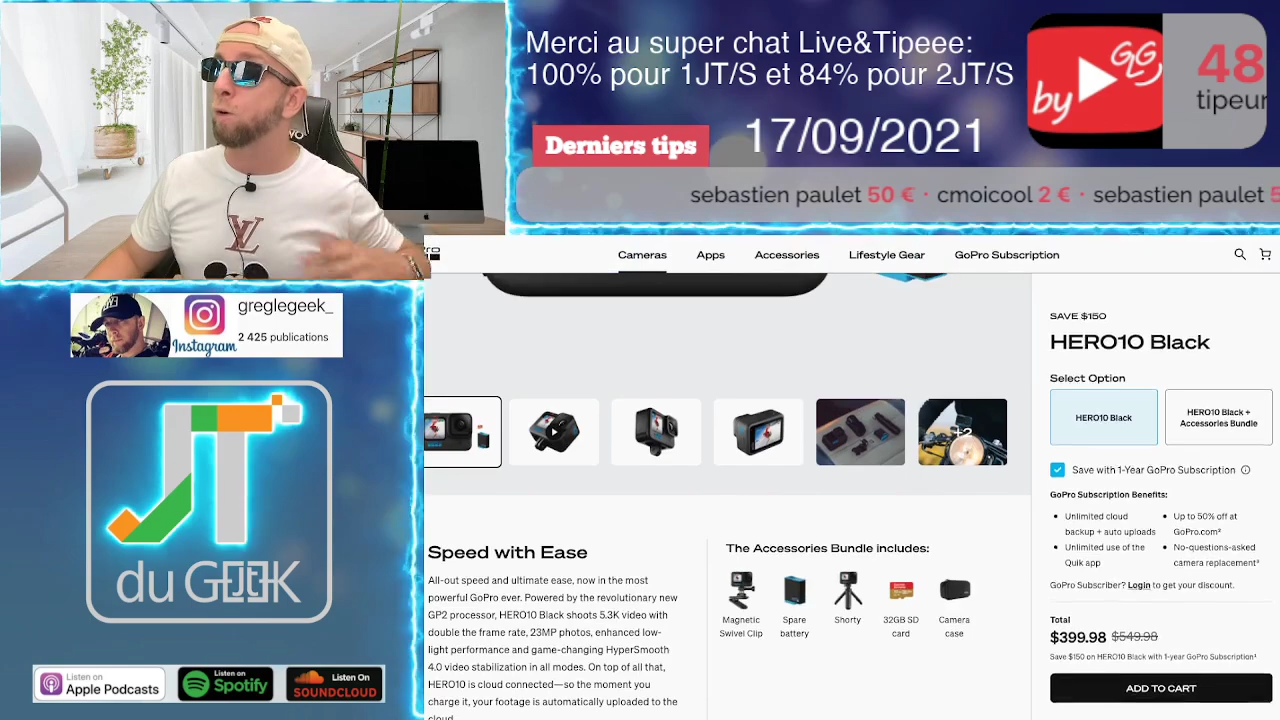 Merci au super chat Live&Tipeee:
100% pour 1JT/S et 84% pour 2JT/S
by GLG
48
tipeur
Derniers tips
17/09/2021
sebastien paulet 50 € · cmoicool 2 € · sebastien paulet 5
Cameras Apps Accessories Lifestyle Gear GoPro Subscription
greglegeek_
2 425 publications
Instagram
JT
du GEEK
Listen on
Apple Podcasts
Listen on
Spotify
Listen On
SOUNDCLOUD
+2
Speed with Ease
All-out speed and ultimate ease, now in the most
powerful GoPro ever. Powered by the revolutionary new
GP2 processor, HERO10 Black shoots 5.3K video with
double the frame rate, 23MP photos, enhanced low-
light performance and game-changing HyperSmooth
4.0 video stabilization in all modes. On top of all that,
HERO10 is cloud connected—so the moment you
charge it, your footage is automatically uploaded to the
cloud.
The Accessories Bundle includes:
Magnetic
Swivel Clip
Spare
battery
Shorty
32GB SD
card
Camera
case
SAVE $150
HERO10 Black
Select Option
HERO10 Black
HERO10 Black +
Accessories Bundle
Save with 1-Year GoPro Subscription
GoPro Subscription Benefits:
• Unlimited cloud
backup + auto uploads
• Unlimited use of the
Quik app
• Up to 50% off at
GoPro.com²
• No-questions-asked
camera replacement³
GoPro Subscriber? Login to get your discount.
Total
$399.98 $549.98
Save $150 on HERO10 Black with 1-year GoPro Subscription¹
ADD TO CART